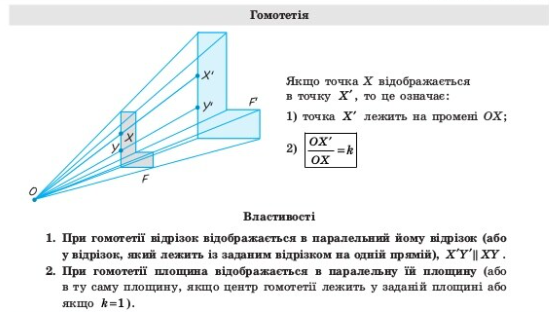 Гомотетія
X'
Y'
F'
X
Y
F
O
Якщо точка X відображається
в точку X′, то це означає:
1) точка X′ лежить на промені OX;
2) OX′/OX = k
Властивості
1. При гомотетії відрізок відображається в паралельний йому відрізок (або
у відрізок, який лежить із заданим відрізком на одній прямій), X′Y′ ∥ XY .
2. При гомотетії площина відображається в паралельну їй площину (або
в ту саму площину, якщо центр гомотетії лежить у заданій площині або
якщо k=1).